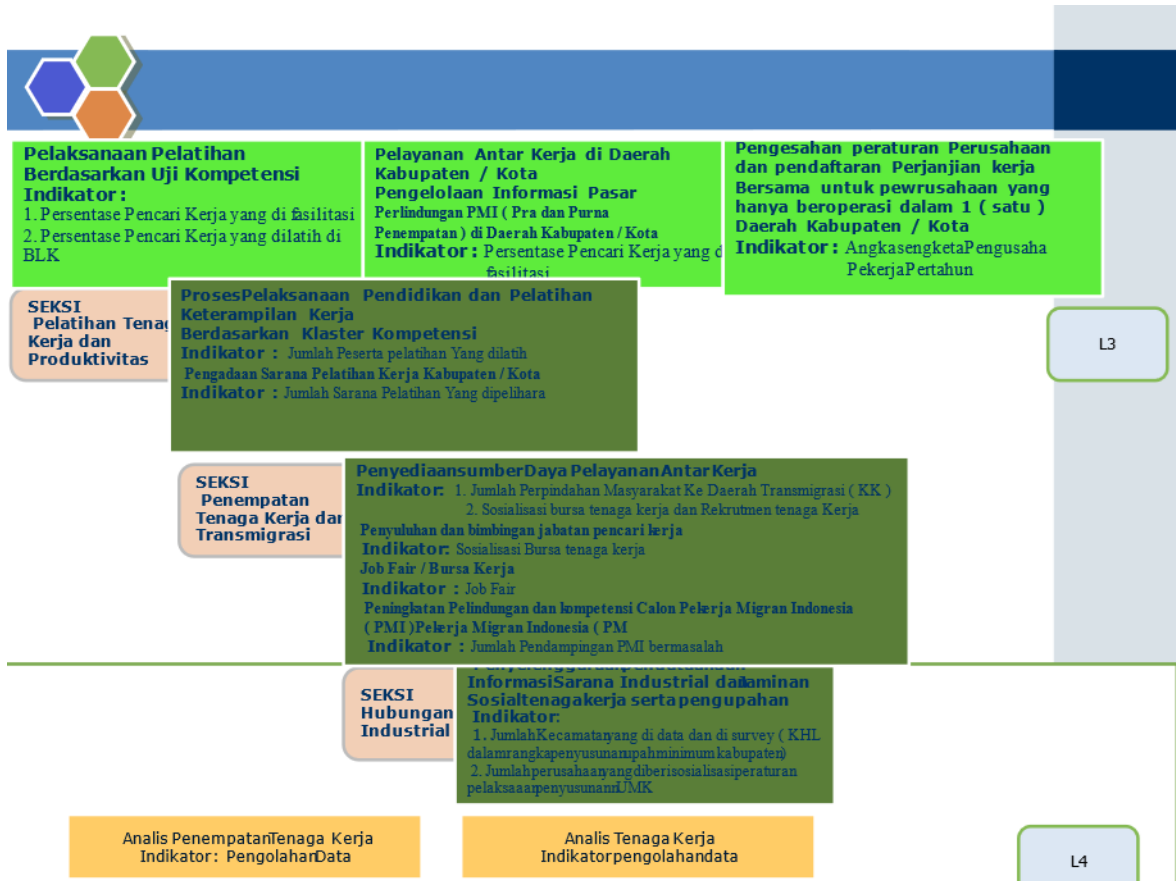 Pelaksanaan Pelatihan
Berdasarkan Uji Kompetensi
Indikator :
1. Persentase Pencari Kerja yang di fasilitasi
2. Persentase Pencari Kerja yang dilatih di
BLK
Pelayanan Antar Kerja di Daerah
Kabupaten / Kota
Pengelolaan Informasi Pasar
Perlindungan PMI ( Pra dan Purna
Penempatan ) di Daerah Kabupaten / Kota
Indikator : Persentase Pencari Kerja yang d
fasilitasi
Pengesahan peraturan Perusahaan
dan pendaftaran Perjanjian kerja
Bersama untuk pewrusahaan yang
hanya beroperasi dalam 1 ( satu )
Daerah Kabupaten / Kota
Indikator : AngkasengketaPengusaha
PekerjaPertahun
SEKSI
Pelatihan Tenag
Kerja dan
Produktivitas
ProsesPelaksanaan Pendidikan dan Pelatihan
Keterampilan Kerja
Berdasarkan Klaster Kompetensi
Indikator : Jumlah Peserta pelatihan Yang dilatih
Pengadaan Sarana Pelatihan Kerja Kabupaten / Kota
Indikator : Jumlah Sarana Pelatihan Yang dipelihara
L3
SEKSI
Penempatan
Tenaga Kerja dan
Transmigrasi
PenyediaansumberDaya PelayananAntarKerja
Indikator: 1. Jumlah Perpindahan Masyarakat Ke Daerah Transmigrasi ( KK )
2. Sosialisasi bursa tenaga kerja dan Rekrutmen tenaga Kerja
Penyuluhan dan bimbingan jabatan pencari kerja
Indikator: Sosialisasi Bursa tenaga kerja
Job Fair / Bursa Kerja
Indikator : Job Fair
Peningkatan Pelindungan dan kompetensi Calon Pekerja Migran Indonesia
( PMI )Pekerja Migran Indonesia ( PM
Indikator : Jumlah Pendampingan PMI bermasalah
SEKSI
Hubungan
Industrial
InformasiSarana Industrial danJaminan
Sosialtenagakerja serta pengupahan
Indikator:
1. JumlahKecamatanyang di data dan di survey ( KHL
dalamrangkapenyusunanupahminimumkabupaten)
2. Jumlahperusahaanyangdiberisosialisasiperaturan
pelaksaaanpenyusunannUMK
Analis PenempatanTenaga Kerja
Indikator: PengolahanData
Analis Tenaga Kerja
Indikatorpengolahandata
L4